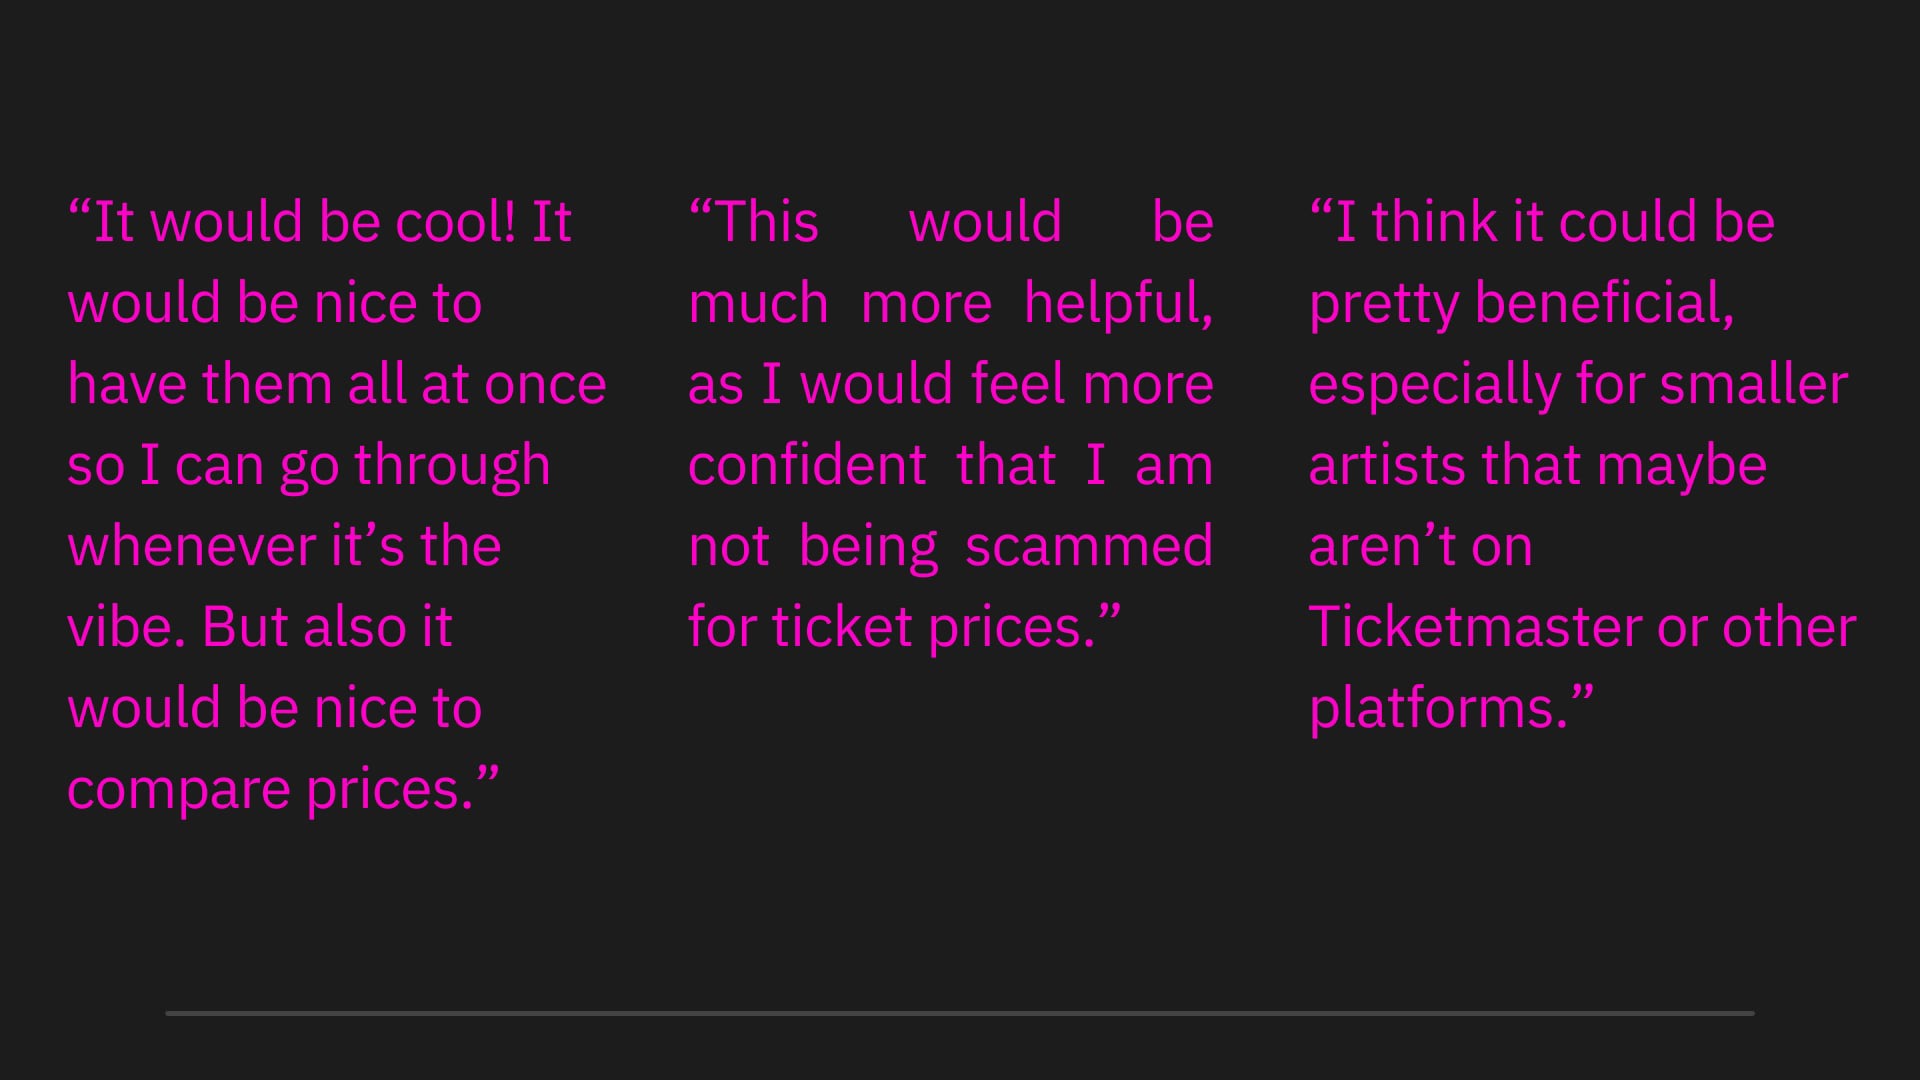 “It would be cool! It
would be nice to
have them all at once
so I can go through
whenever it’s the
vibe. But also it
would be nice to
compare prices.”
“This would be
much more helpful,
as I would feel more
confident that I am
not being scammed
for ticket prices.”
“I think it could be
pretty beneficial,
especially for smaller
artists that maybe
aren’t on
Ticketmaster or other
platforms.”